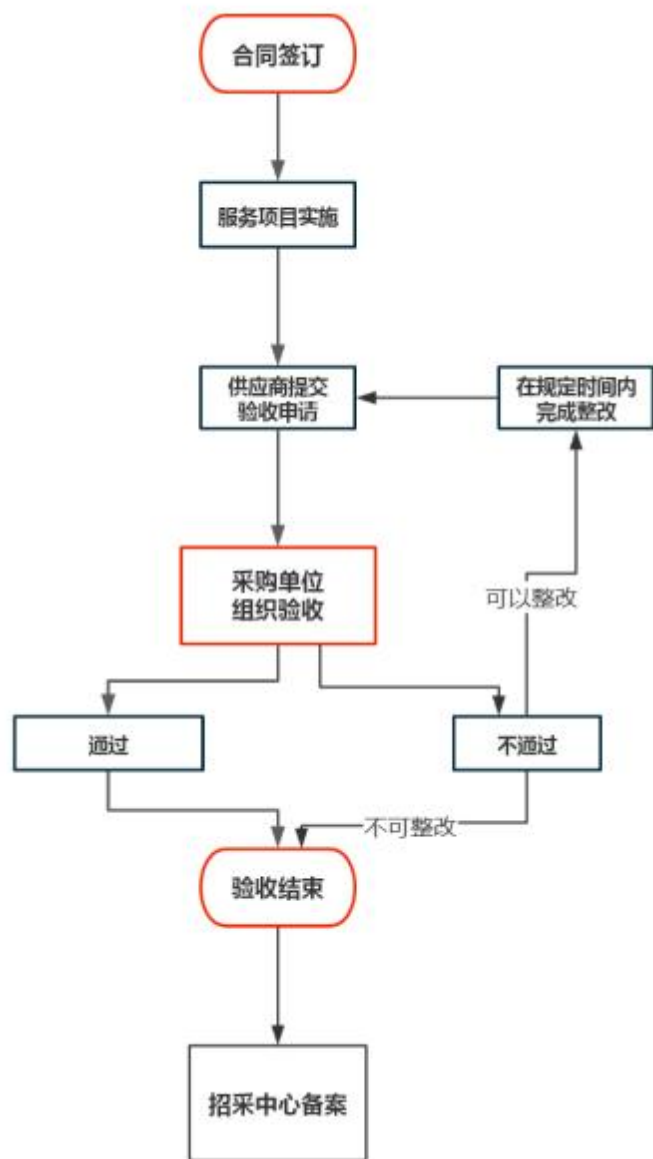 合同签订
服务项目实施
供应商提交
验收申请
在规定时间内
完成整改
采购单位
组织验收
可以整改
通过
不通过
不可整改
验收结束
招采中心备案